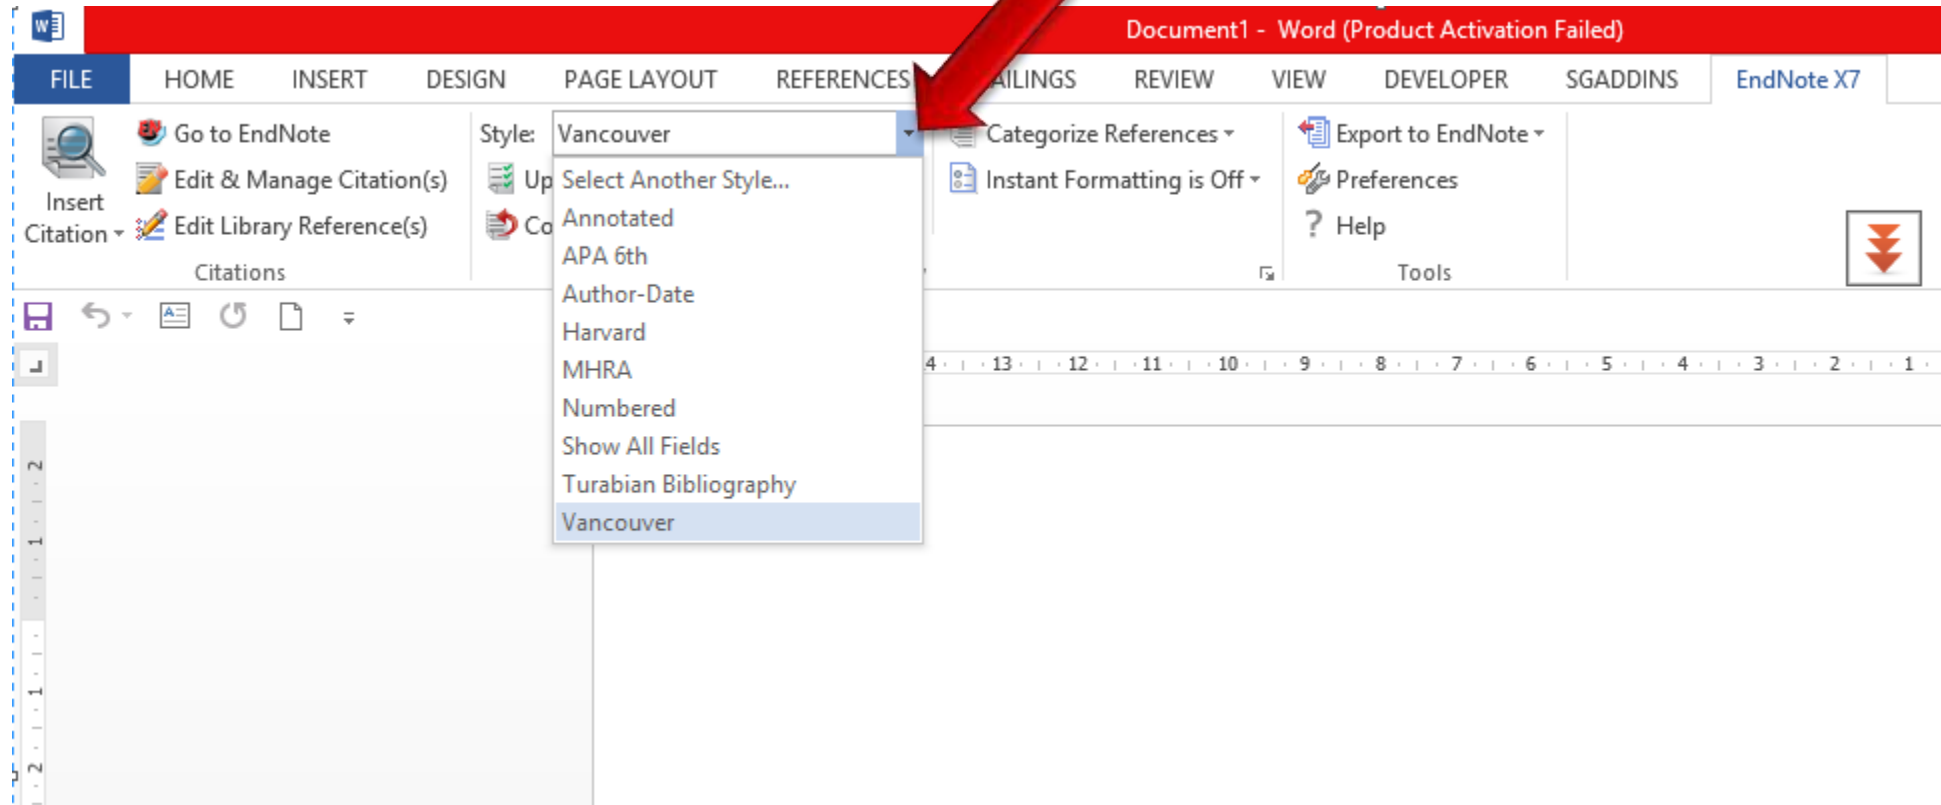 Document1 - Word (Product Activation Failed)
FILE HOME INSERT DESIGN PAGE LAYOUT REFERENCES AILINGS REVIEW VIEW DEVELOPER SGADDINS EndNote X7
Go to EndNote Style: Vancouver Categorize References Export to EndNote
Edit & Manage Citation(s) Up Select Another Style... Instant Formatting is Off Preferences
Insert
Citation Edit Library Reference(s) Co Annotated ? Help
APA 6th
Citations Tools
Author-Date
Harvard
MHRA
Numbered
Show All Fields
Turabian Bibliography
Vancouver
4 13 12 11 10 9 8 7 6 5 4 3 2 1
2
1
1
2